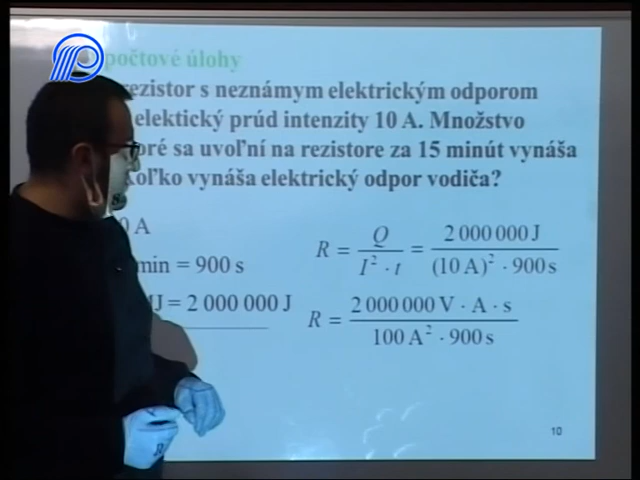 počtové úlohy
rezistor s neznámym elektrickým odporom
elektický prúd intenzity 10 A. Množstvo
oré sa uvoľní na rezistore za 15 minút vynáša
oľko vynáša elektrický odpor vodiča?
0 A
min = 900 s
J = 2 000 000 J
R = Q / I² · t = 2 000 000 J / (10 A)² · 900 s
R = 2 000 000 V · A · s / 100 A² · 900 s
10